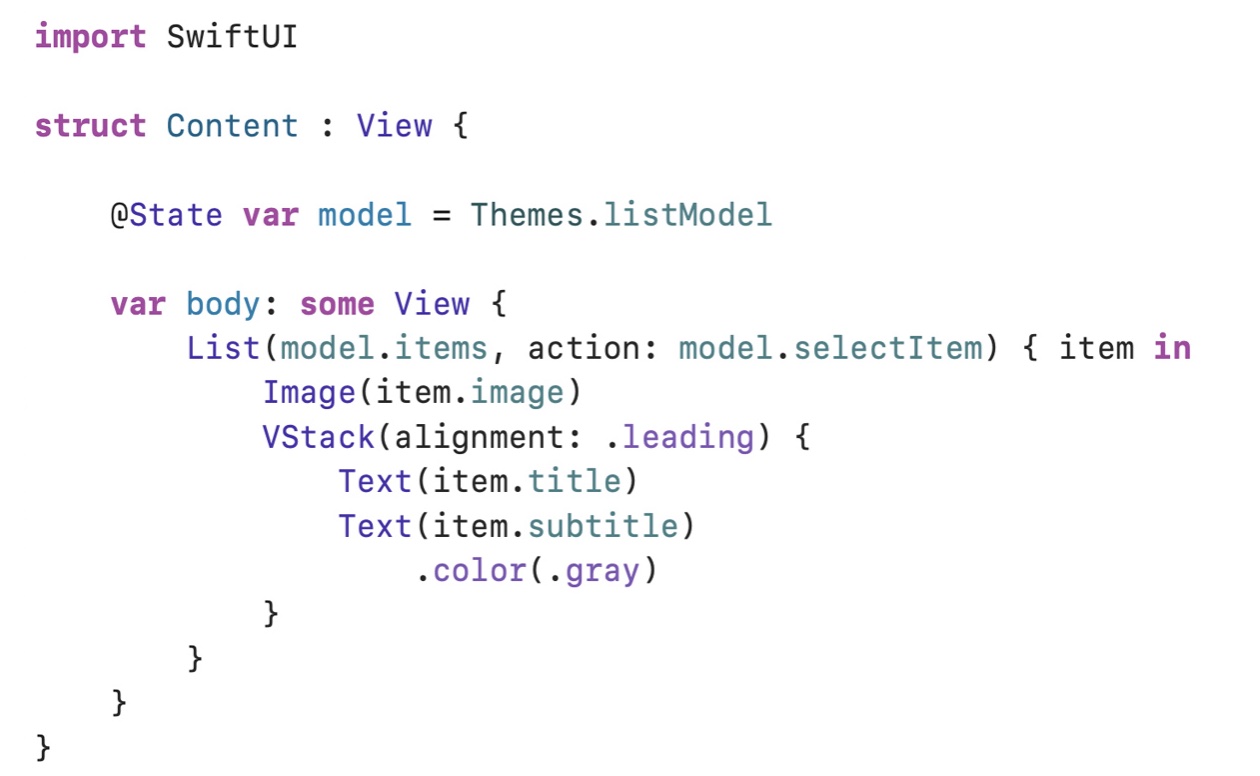 import SwiftUI
struct Content : View {
    @State var model = Themes.listModel
    var body: some View {
        List(model.items, action: model.selectItem) { item in
            Image(item.image)
            VStack(alignment: .leading) {
                Text(item.title)
                Text(item.subtitle)
                    .color(.gray)
            }
        }
    }
}